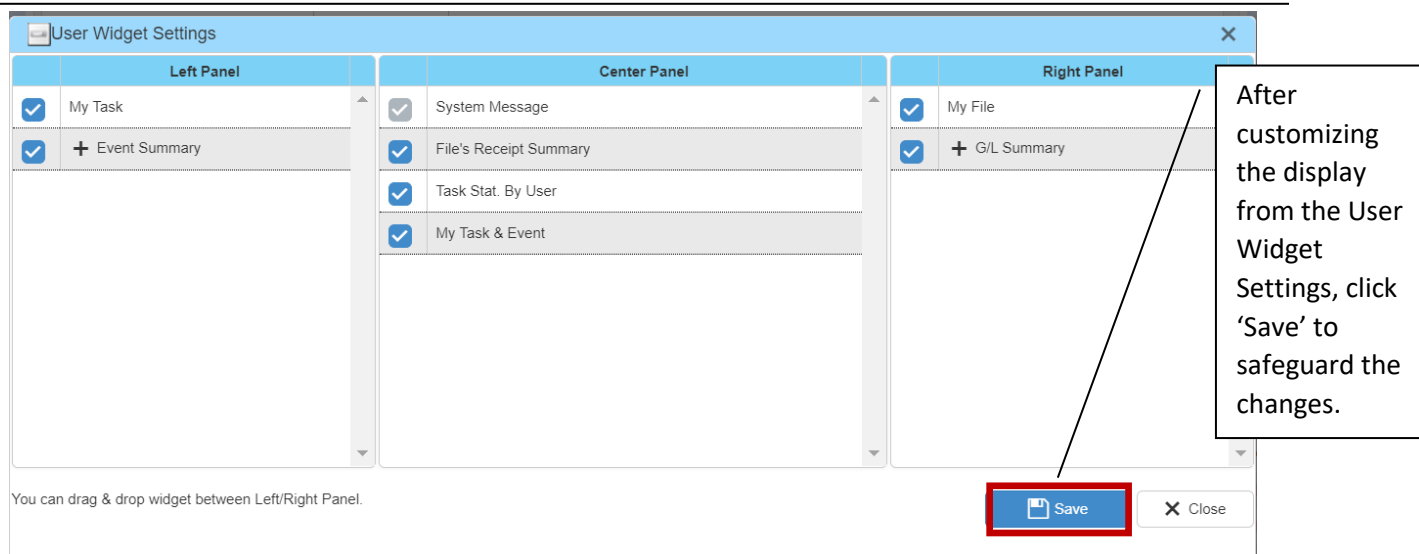 User Widget Settings
Left Panel
Center Panel
Right Panel
My Task
System Message
My File
+ Event Summary
File's Receipt Summary
+ G/L Summary
Task Stat. By User
My Task & Event
After
customizing
the display
from the User
Widget
Settings, click
‘Save’ to
safeguard the
changes.
You can drag & drop widget between Left/Right Panel.
Save
Close